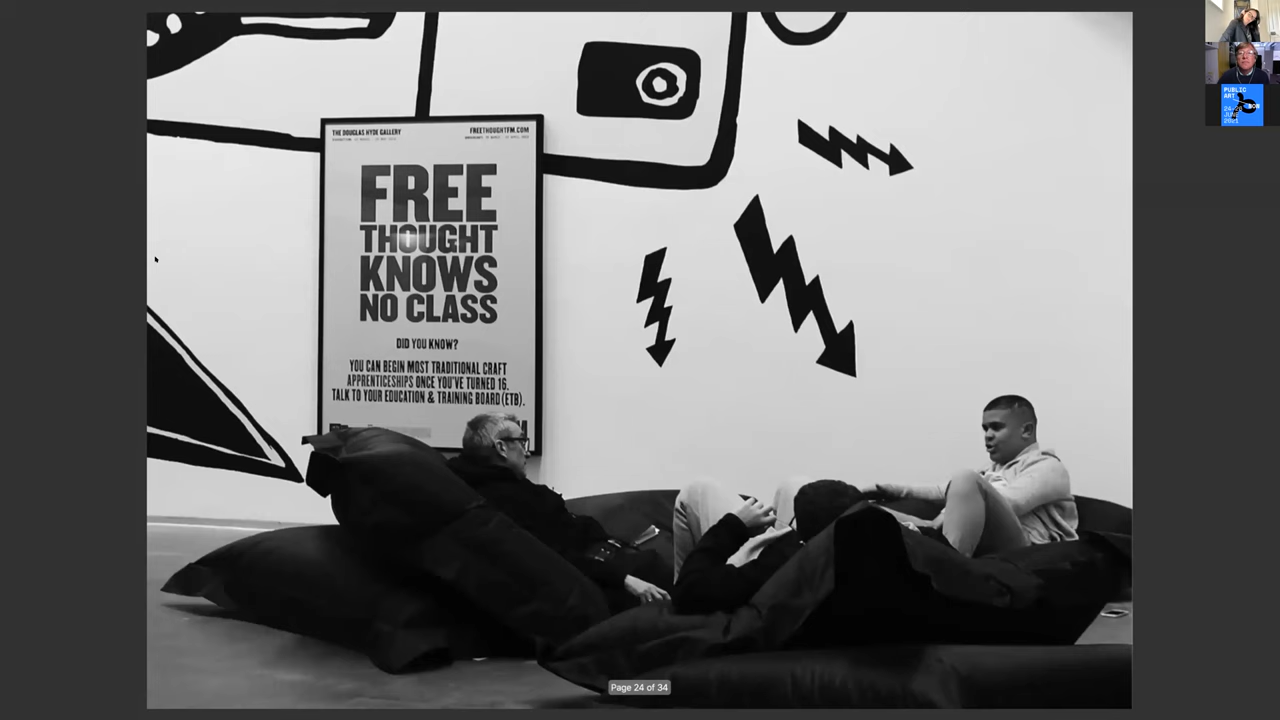 THE DOUGLAS HYDE GALLERY
FREETHOUGHTFM.COM
FREE
THOUGHT
KNOWS
NO CLASS
DID YOU KNOW?
YOU CAN BEGIN MOST TRADITIONAL CRAFT
APPRENTICESHIPS ONCE YOU'VE TURNED 16.
TALK TO YOUR EDUCATION & TRAINING BOARD (ETB).
Page 24 of 34
PUBLIC
ART
JUNE
2021